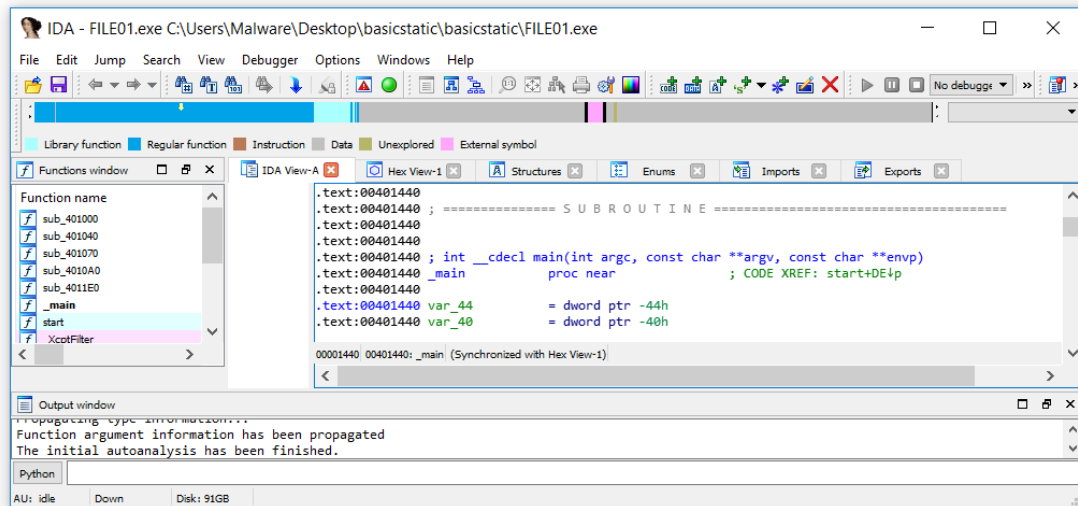 IDA - FILE01.exe C:\Users\Malware\Desktop\basicstatic\basicstatic\FILE01.exe
File Edit Jump Search View Debugger Options Windows Help
No debugge
Library function Regular function Instruction Data Unexplored External symbol
Functions window
IDA View-A Hex View-1 Structures Enums Imports Exports
Function name
sub_401000
sub_401040
sub_401070
sub_4010A0
sub_4011E0
_main
start
XcptFilter
.text:00401440
.text:00401440 ; =============== S U B R O U T I N E =======================================
.text:00401440
.text:00401440
.text:00401440 ; int __cdecl main(int argc, const char **argv, const char **envp)
.text:00401440 _main proc near ; CODE XREF: start+DE↓p
.text:00401440
.text:00401440 var_44 = dword ptr -44h
.text:00401440 var_40 = dword ptr -40h
00001440 00401440: _main (Synchronized with Hex View-1)
Output window
Propagating type information...
Function argument information has been propagated
The initial autoanalysis has been finished.
Python
AU: idle Down Disk: 91GB